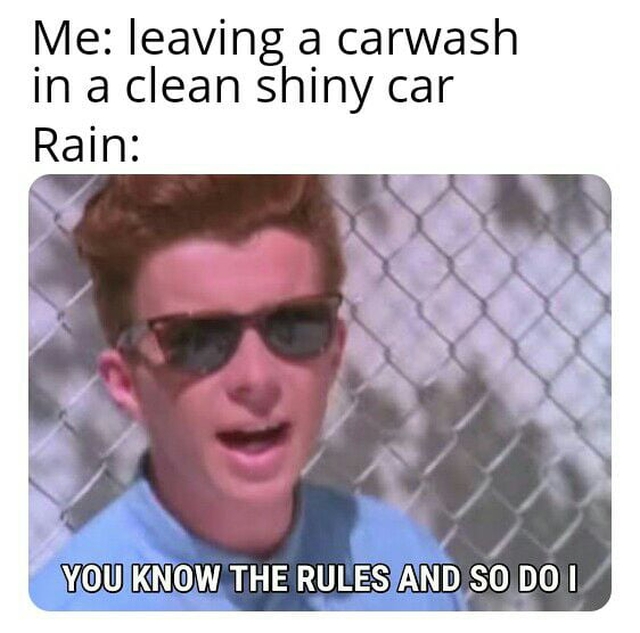 Me: leaving a carwash
in a clean shiny car
Rain:
YOU KNOW THE RULES AND SO DO I